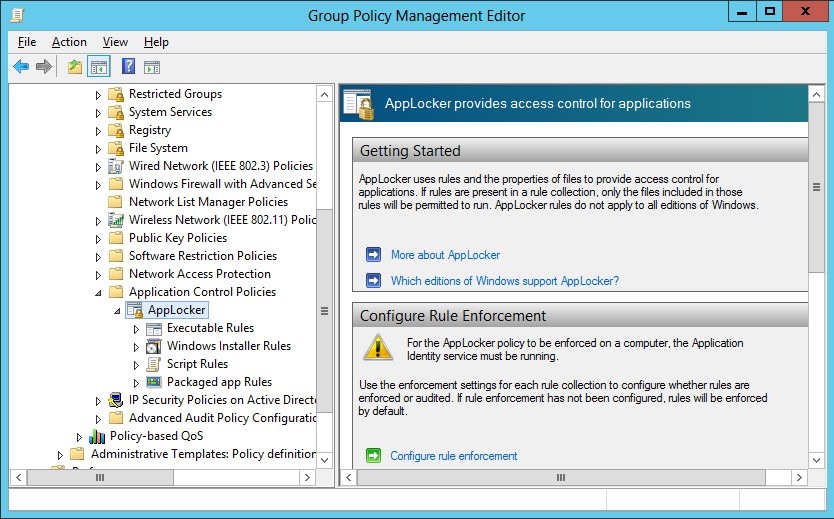 Group Policy Management Editor
File Action View Help
Restricted Groups
System Services
Registry
File System
Wired Network (IEEE 802.3) Policies
Windows Firewall with Advanced Se
Network List Manager Policies
Wireless Network (IEEE 802.11) Polic
Public Key Policies
Software Restriction Policies
Network Access Protection
Application Control Policies
AppLocker
Executable Rules
Windows Installer Rules
Script Rules
Packaged app Rules
IP Security Policies on Active Direct
Advanced Audit Policy Configuratic
Policy-based QoS
Administrative Templates: Policy definition
AppLocker provides access control for applications
Getting Started
AppLocker uses rules and the properties of files to provide access control for
applications. If rules are present in a rule collection, only the files included in those
rules will be permitted to run. AppLocker rules do not apply to all editions of Windows.
More about AppLocker
Which editions of Windows support AppLocker?
Configure Rule Enforcement
For the AppLocker policy to be enforced on a computer, the Application
Identity service must be running.
Use the enforcement settings for each rule collection to configure whether rules are
enforced or audited. If rule enforcement has not been configured, rules will be enforced
by default.
Configure rule enforcement